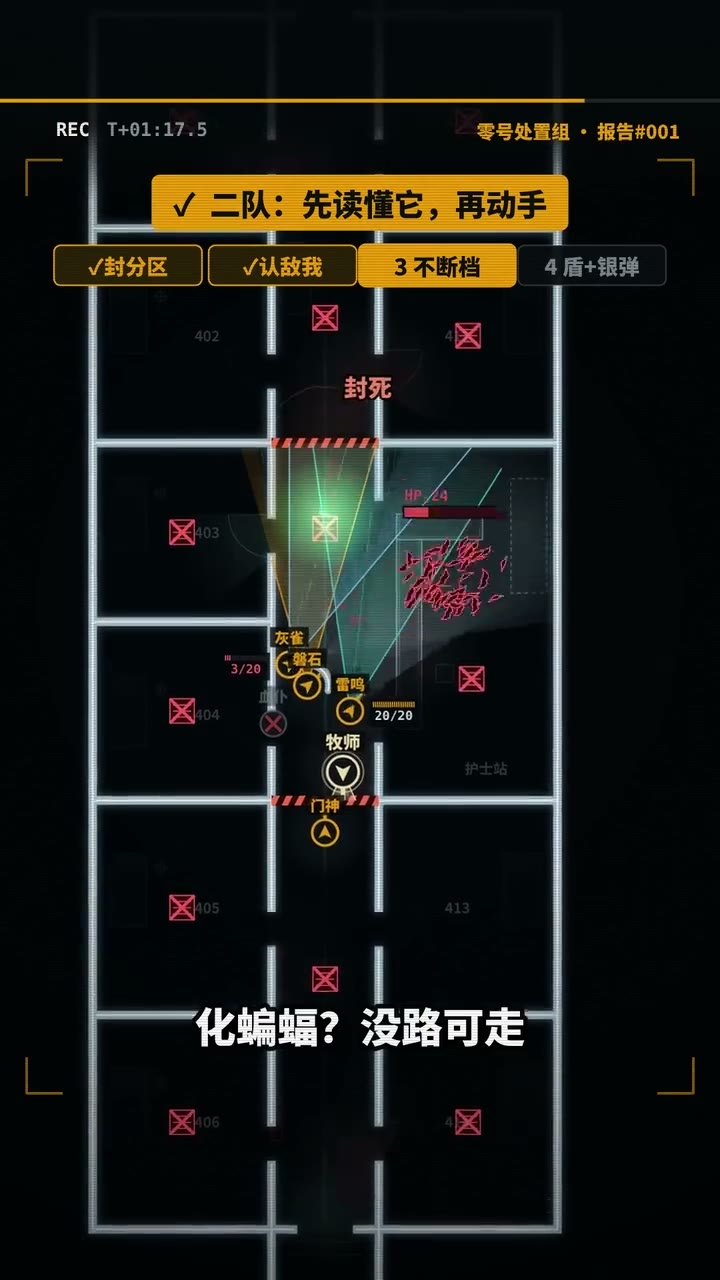 REC T+01:17.5
零号处置组 · 报告#001
✓ 二队：先读懂它，再动手
✓封分区
✓认敌我
3 不断档
4 盾+银弹
402
封死
HP 24
403
灰雀
磐石
3/20
雷鸣
血仆
20/20
404
牧师
护士站
门神
405
413
化蝙蝠？没路可走
406